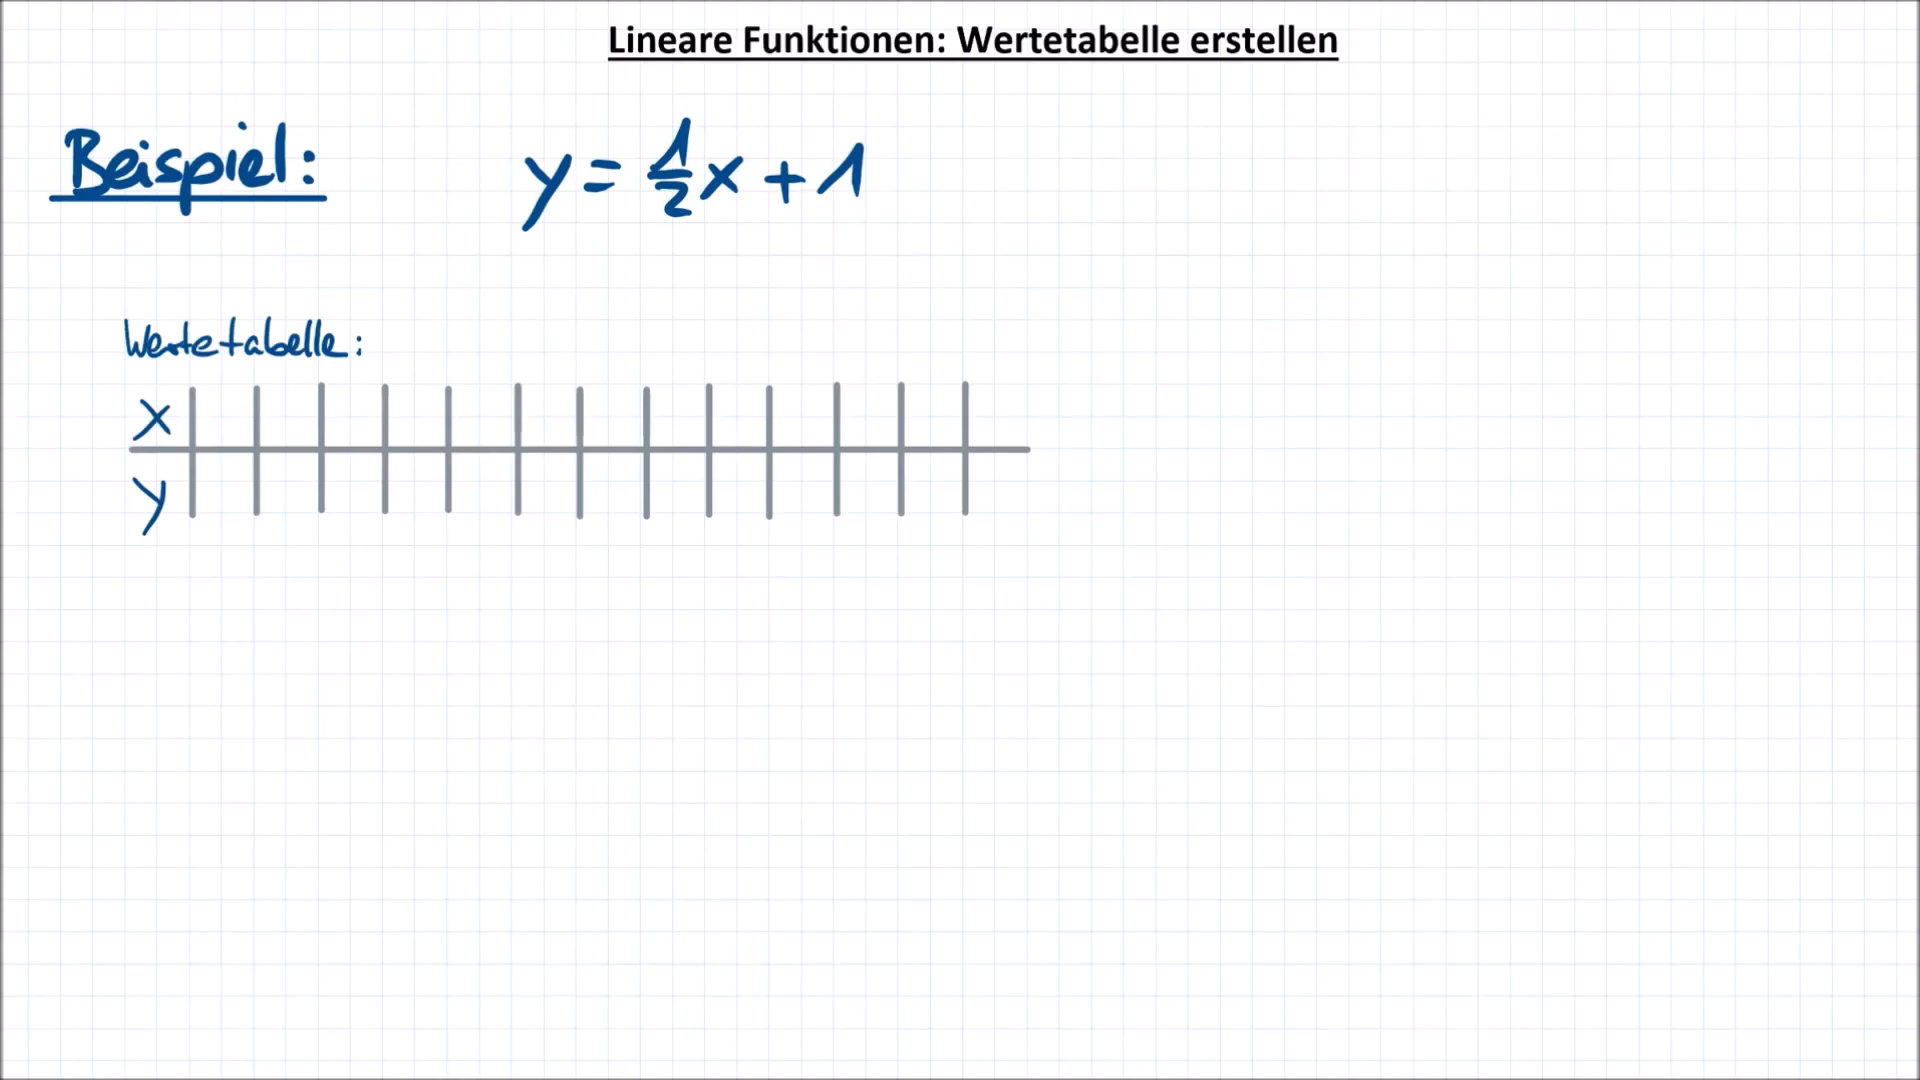 Lineare Funktionen: Wertetabelle erstellen
Beispiel: y = 1/2 x + 1
Wertetabelle:
x
y